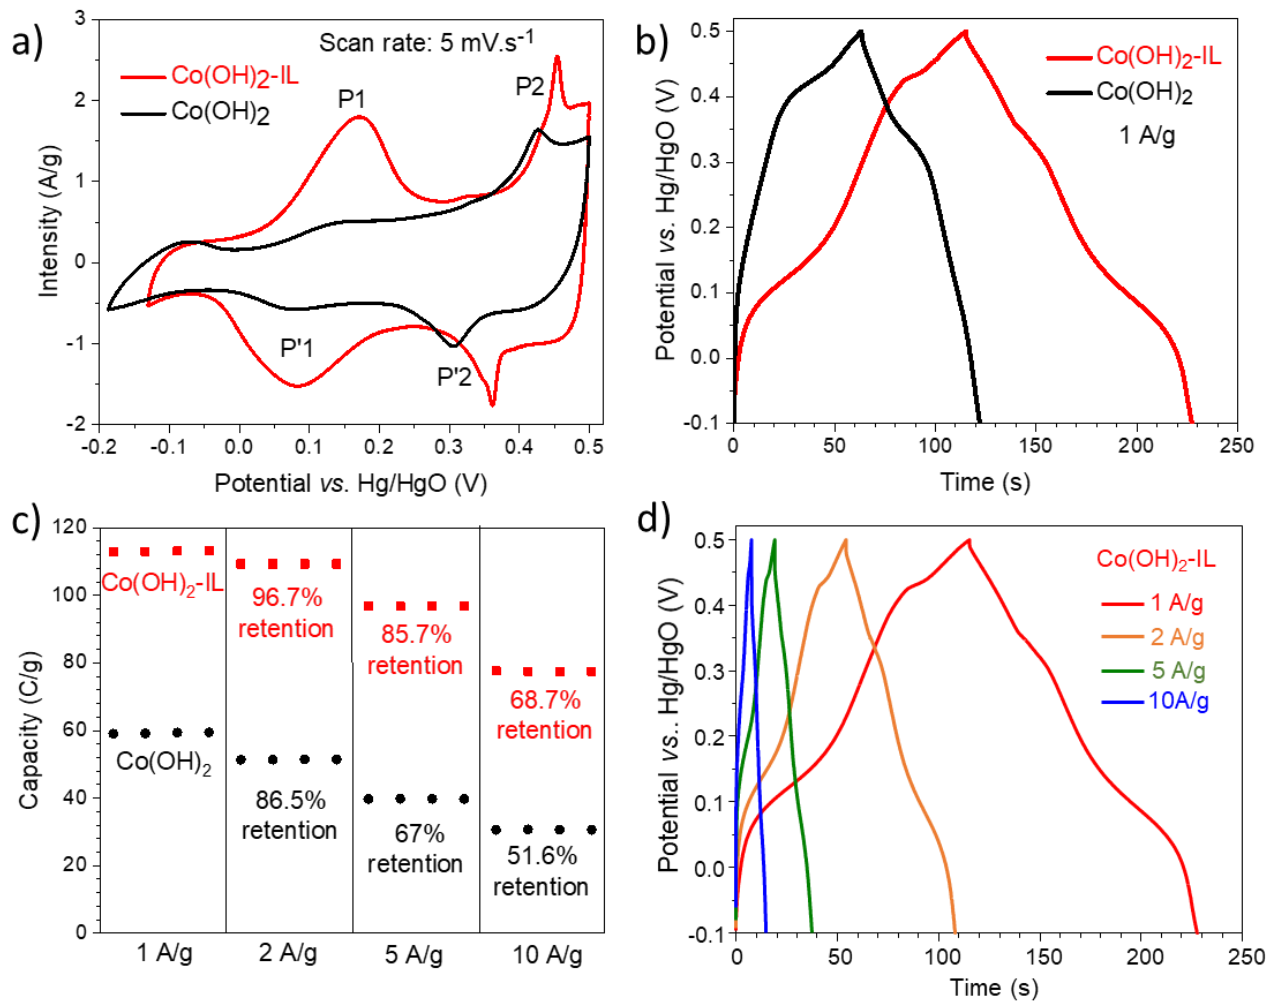 a)
Scan rate: 5 mV.s-1
Co(OH)2-IL
Co(OH)2
P1
P2
P'1
P'2
3
2
1
0
-1
-2
Intensity (A/g)
-0.2 -0.1 0.0 0.1 0.2 0.3 0.4 0.5
Potential vs. Hg/HgO (V)
b)
Co(OH)2-IL
Co(OH)2
1 A/g
0.5
0.4
0.3
0.2
0.1
0.0
-0.1
Potential vs. Hg/HgO (V)
0 50 100 150 200 250
Time (s)
c)
120
100
80
60
40
20
0
Capacity (C/g)
Co(OH)2-IL
96.7%
retention
85.7%
retention
68.7%
retention
Co(OH)2
86.5%
retention
67%
retention
51.6%
retention
1 A/g 2 A/g 5 A/g 10 A/g
d)
Co(OH)2-IL
1 A/g
2 A/g
5 A/g
10A/g
0.5
0.4
0.3
0.2
0.1
0.0
-0.1
Potential vs.. Hg/HgO (V)
0 50 100 150 200 250
Time (s)